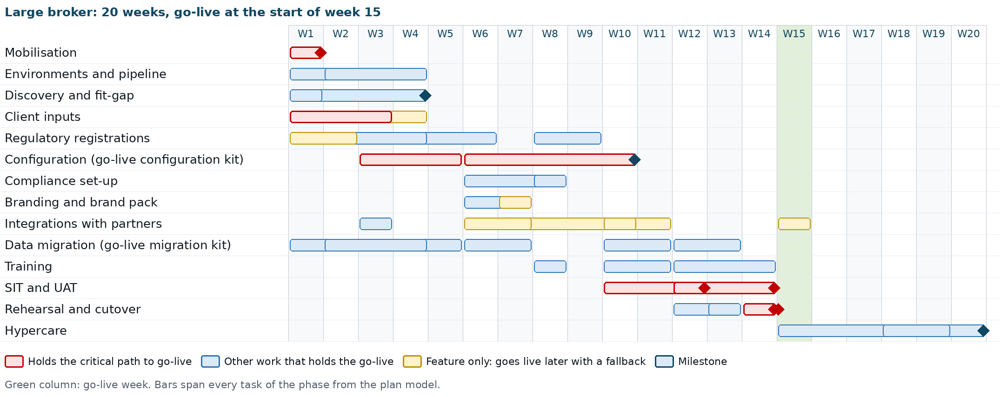 Large broker: 20 weeks, go-live at the start of week 15
W1 W2 W3 W4 W5 W6 W7 W8 W9 W10 W11 W12 W13 W14 W15 W16 W17 W18 W19 W20
Mobilisation
Environments and pipeline
Discovery and fit-gap
Client inputs
Regulatory registrations
Configuration (go-live configuration kit)
Compliance set-up
Branding and brand pack
Integrations with partners
Data migration (go-live migration kit)
Training
SIT and UAT
Rehearsal and cutover
Hypercare
Holds the critical path to go-live Other work that holds the go-live Feature only: goes live later with a fallback Milestone
Green column: go-live week. Bars span every task of the phase from the plan model.